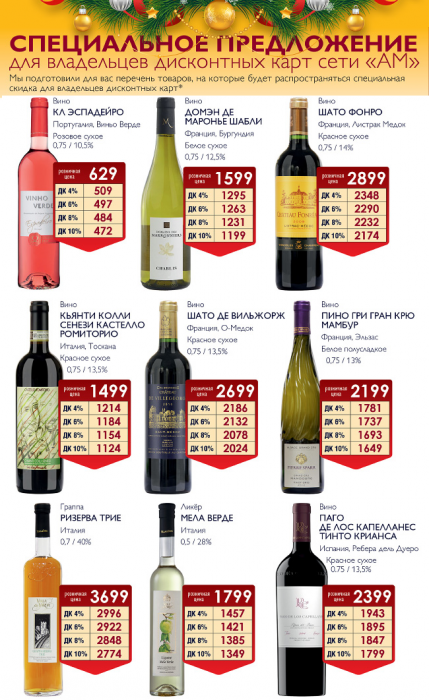 СПЕЦИАЛЬНОЕ ПРЕДЛОЖЕНИЕ
для владельцев дисконтных карт сети «АМ»
Мы подготовили для вас перечень товаров, на которые будет распространяться специальная
скидка для владельцев дисконтных карт*
Вино
КЛ ЭСПАДЕЙРО
Португалия, Виньо Верде
Розовое сухое
0,75 / 10,5%
VINHO
VERDE
розничная цена 629
ДК 4% 509
ДК 6% 497
ДК 8% 484
ДК 10% 472
Вино
ДОМЭН ДЕ
МАРОНЬЕ ШАБЛИ
Франция, Бургундия
Белое сухое
0,75 / 12,5%
CHABLIS
розничная цена 1599
ДК 4% 1295
ДК 6% 1263
ДК 8% 1231
ДК 10% 1199
Вино
ШАТО ФОНРО
Франция, Листрак Медок
Красное сухое
0,75 / 14%
розничная цена 2899
ДК 4% 2348
ДК 6% 2290
ДК 8% 2232
ДК 10% 2174
Вино
КЬЯНТИ КОЛЛИ
СЕНЕЗИ КАСТЕЛЛО
РОМИТОРИО
Италия, Тоскана
Красное сухое
0,75 / 13,5%
розничная цена 1499
ДК 4% 1214
ДК 6% 1184
ДК 8% 1154
ДК 10% 1124
Вино
ШАТО ДЕ ВИЛЬЖОРЖ
Франция, О-Медок
Красное сухое
0,75 / 13,5%
розничная цена 2699
ДК 4% 2186
ДК 6% 2132
ДК 8% 2078
ДК 10% 2024
Вино
ПИНО ГРИ ГРАН КРЮ
МАМБУР
Франция, Эльзас
Белое полусладкое
0,75 / 13%
розничная цена 2199
ДК 4% 1781
ДК 6% 1737
ДК 8% 1693
ДК 10% 1649
Граппа
РИЗЕРВА ТРИЕ
Италия
0,7 / 40%
розничная цена 3699
ДК 4% 2996
ДК 6% 2922
ДК 8% 2848
ДК 10% 2774
Ликёр
МЕЛА ВЕРДЕ
Италия
0,5 / 28%
розничная цена 1799
ДК 4% 1457
ДК 6% 1421
ДК 8% 1385
ДК 10% 1349
Вино
ПАГО
ДЕ ЛОС КАПЕЛЛАНЕС
ТИНТО КРИАНСА
Испания, Ребера дель Дуеро
Красное сухое
0,75 / 13,5%
розничная цена 2399
ДК 4% 1943
ДК 6% 1895
ДК 8% 1847
ДК 10% 1799